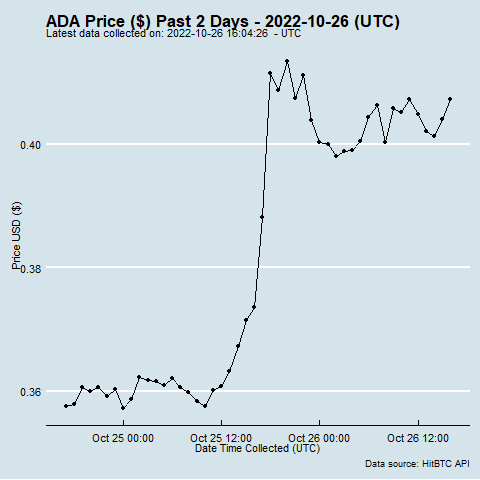 ADA Price ($) Past 2 Days - 2022-10-26 (UTC)
Latest data collected on: 2022-10-26 16:04:26 - UTC
Price USD ($)
0.40
0.38
0.36
Oct 25 00:00 Oct 25 12:00 Oct 26 00:00 Oct 26 12:00
Date Time Collected (UTC)
Data source: HitBTC API